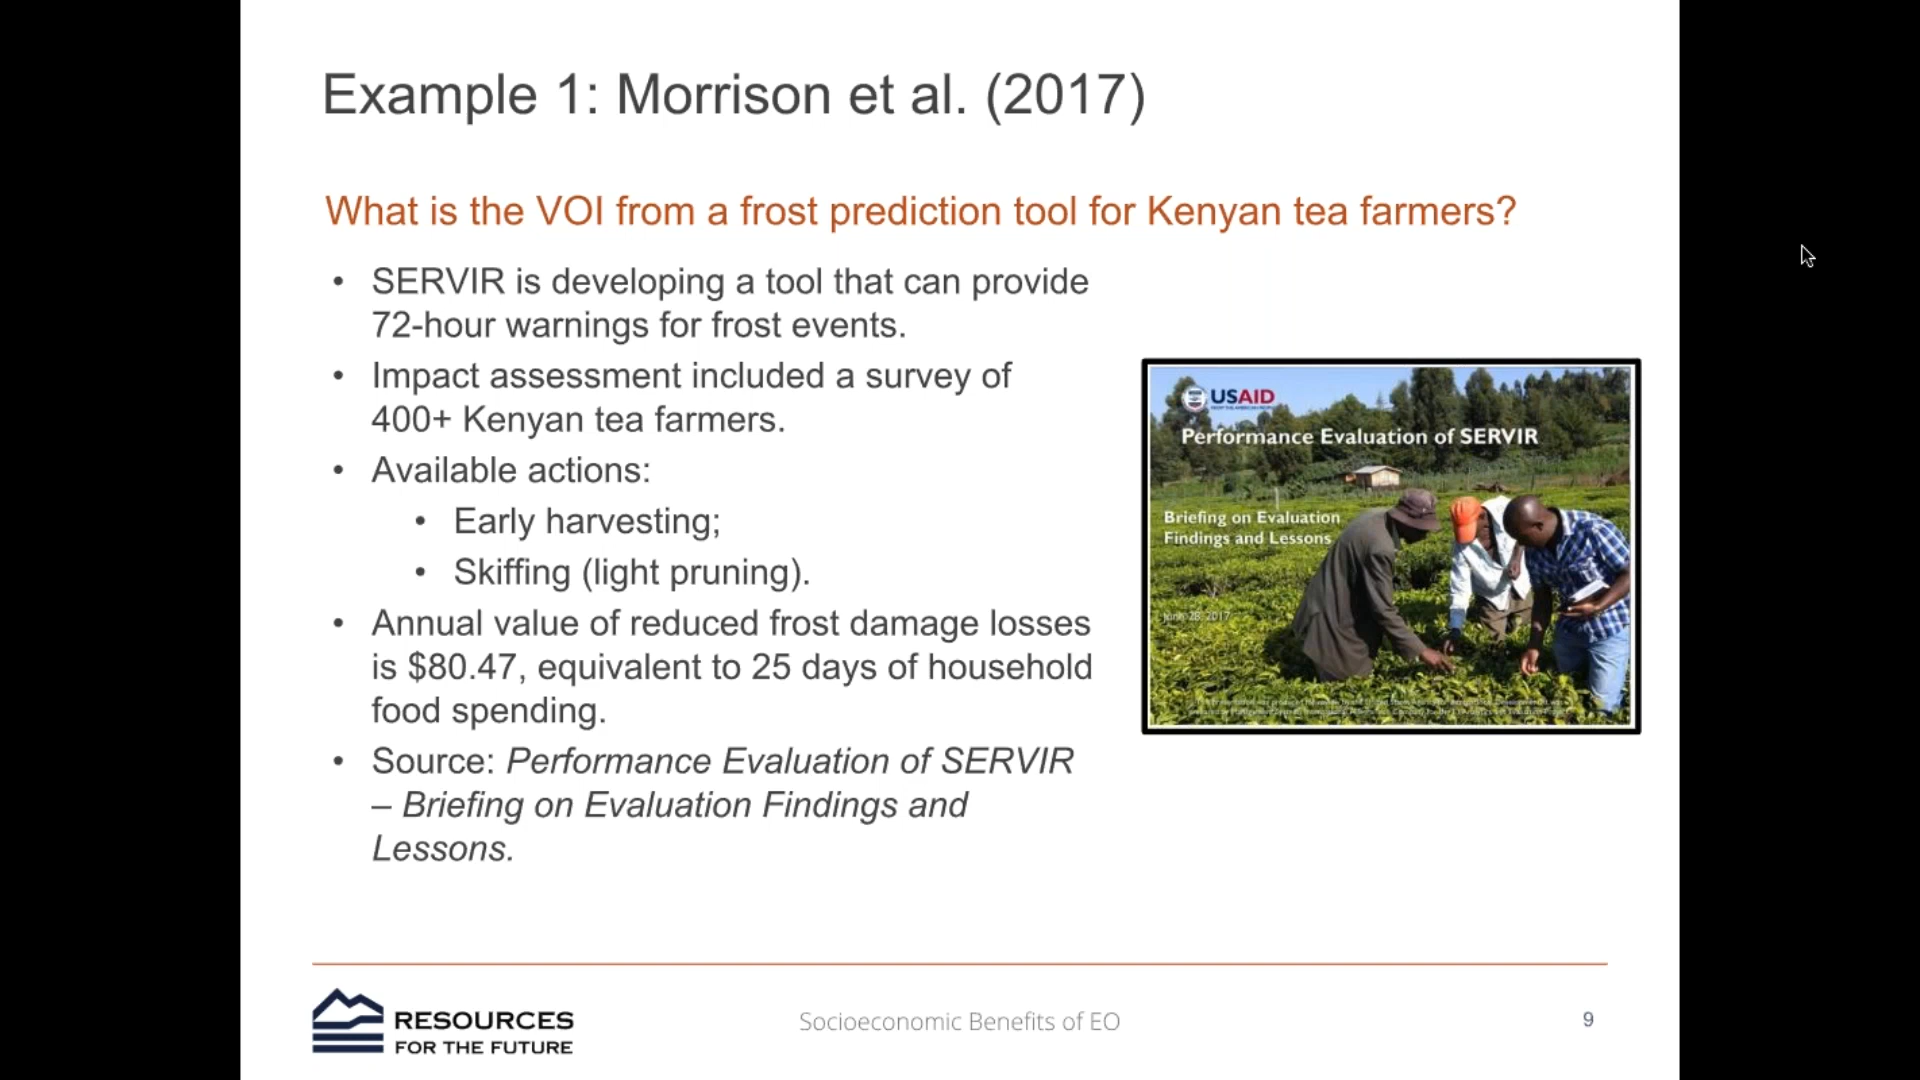 Example 1: Morrison et al. (2017)
What is the VOI from a frost prediction tool for Kenyan tea farmers?
• SERVIR is developing a tool that can provide
72-hour warnings for frost events.
• Impact assessment included a survey of
400+ Kenyan tea farmers.
• Available actions:
• Early harvesting;
• Skiffing (light pruning).
• Annual value of reduced frost damage losses
is $80.47, equivalent to 25 days of household
food spending.
• Source: Performance Evaluation of SERVIR
– Briefing on Evaluation Findings and
Lessons.
USAID
Performance Evaluation of SERVIR
Briefing on Evaluation
Findings and Lessons
June 28, 2017
RESOURCES
FOR THE FUTURE
Socioeconomic Benefits of EO
9